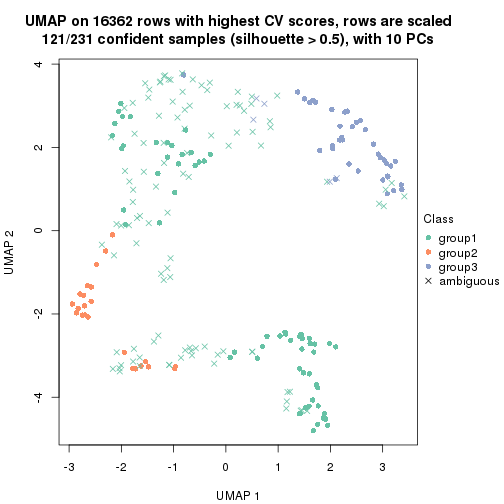 UMAP on 16362 rows with highest CV scores, rows are scaled
121/231 confident samples (silhouette > 0.5), with 10 PCs
4
2
0
-2
-4
UMAP 2
-3
-2
-1
0
1
2
3
UMAP 1
Class
group1
group2
group3
ambiguous